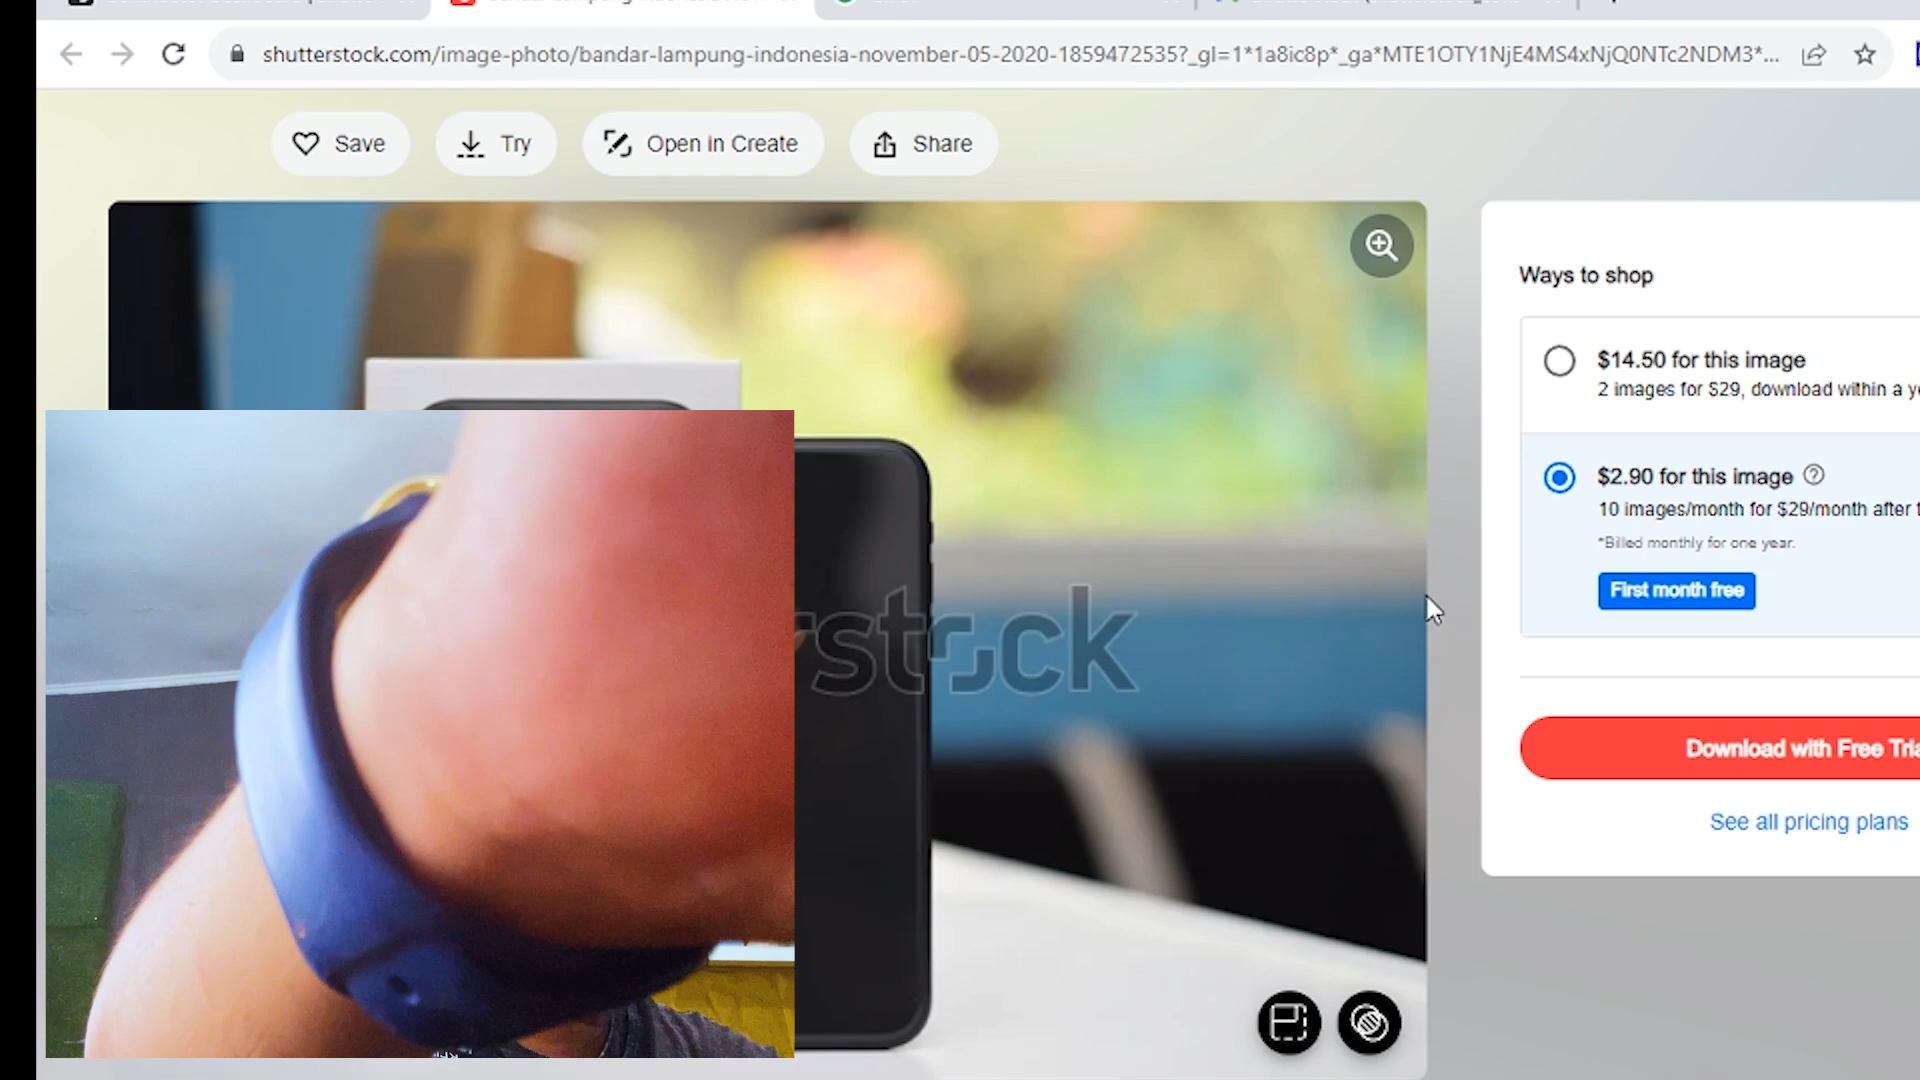 shutterstock.com/image-photo/bandar-lampung-indonesia-november-05-2020-1859472535?_gl=1*1a8ic8p*_ga*MTE1OTY1NjE4MS4xNjQ0NTc2NDM3*...
Save
Try
Open in Create
Share
Ways to shop
$14.50 for this image
2 images for $29, download within a
$2.90 for this image
10 images/month for $29/month after
*Billed monthly for one year.
First month free
stock
Download with Free
See all pricing plans